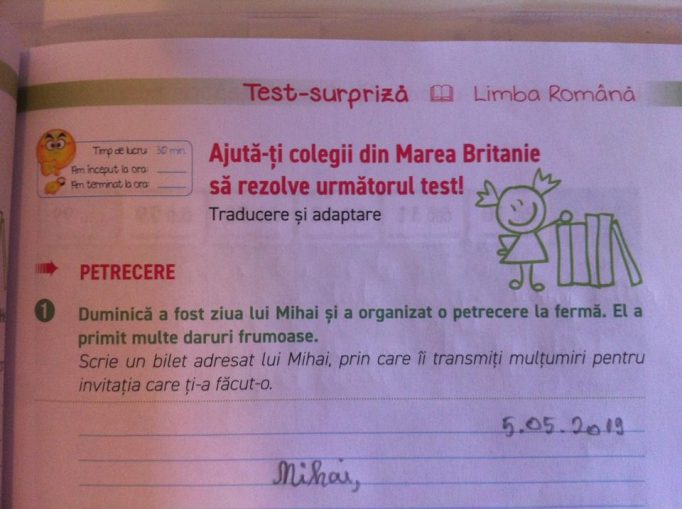 Test-surpriză Limba Română
Timp de lucru: 30 min.
Am început la ora:
Am terminat la ora:
Ajută-ți colegii din Marea Britanie
să rezolve următorul test!
Traducere și adaptare
PETRECERE
1 Duminică a fost ziua lui Mihai și a organizat o petrecere la fermă. El a
primit multe daruri frumoase.
Scrie un bilet adresat lui Mihai, prin care îi transmiți mulțumiri pentru
invitația care ți-a făcut-o.
5.05.2019
Mihai,